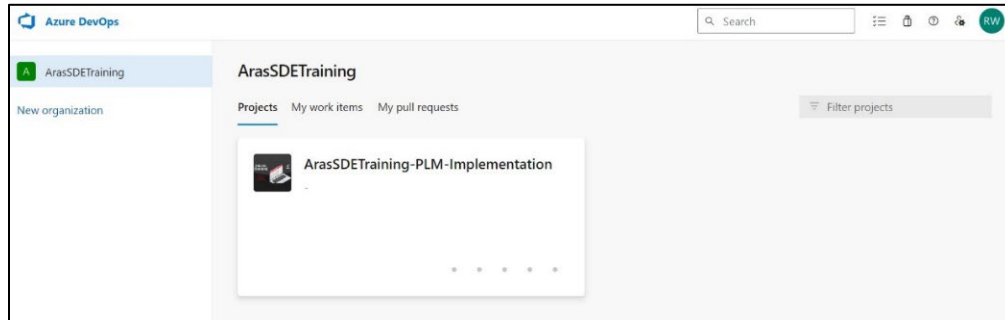 Azure DevOps
Search
RW
A ArasSDETraining
New organization
ArasSDETraining
Projects My work items My pull requests
Filter projects
ArasSDETraining-PLM-Implementation